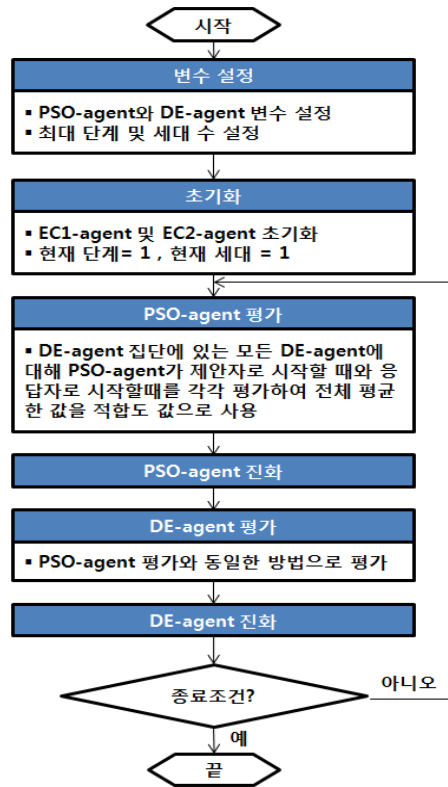 시작
변수 설정
▪ PSO-agent와 DE-agent 변수 설정
▪ 최대 단계 및 세대 수 설정
초기화
▪ EC1-agent 및 EC2-agent 초기화
▪ 현재 단계= 1 , 현재 세대 = 1
PSO-agent 평가
▪ DE-agent 집단에 있는 모든 DE-agent에
대해 PSO-agent가 제안자로 시작할 때와 응
답자로 시작할때를 각각 평가하여 전체 평균
한 값을 적합도 값으로 사용
PSO-agent 진화
DE-agent 평가
▪ PSO-agent 평가와 동일한 방법으로 평가
DE-agent 진화
종료조건?
아니오
예
끝